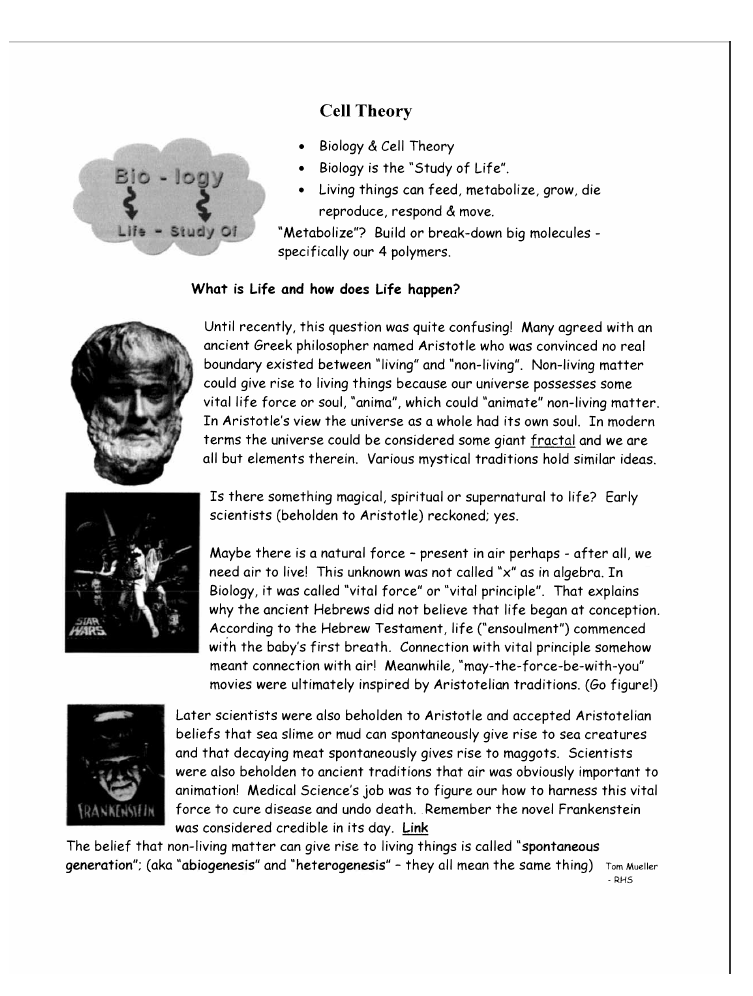 Cell Theory
Bio - logy
Life - Study Of
• Biology & Cell Theory
• Biology is the "Study of Life".
• Living things can feed, metabolize, grow, die
reproduce, respond & move.
"Metabolize"? Build or break-down big molecules -
specifically our 4 polymers.
What is Life and how does Life happen?
Until recently, this question was quite confusing! Many agreed with an
ancient Greek philosopher named Aristotle who was convinced no real
boundary existed between "living" and "non-living". Non-living matter
could give rise to living things because our universe possesses some
vital life force or soul, "anima", which could "animate" non-living matter.
In Aristotle's view the universe as a whole had its own soul. In modern
terms the universe could be considered some giant fractal and we are
all but elements therein. Various mystical traditions hold similar ideas.
Is there something magical, spiritual or supernatural to life? Early
scientists (beholden to Aristotle) reckoned; yes.
STAR
WARS
Maybe there is a natural force – present in air perhaps - after all, we
need air to live! This unknown was not called "x" as in algebra. In
Biology, it was called "vital force" or "vital principle". That explains
why the ancient Hebrews did not believe that life began at conception.
According to the Hebrew Testament, life ("ensoulment") commenced
with the baby's first breath. Connection with vital principle somehow
meant connection with air! Meanwhile, "may-the-force-be-with-you"
movies were ultimately inspired by Aristotelian traditions. (Go figure!)
FRANKENSTEIN
Later scientists were also beholden to Aristotle and accepted Aristotelian
beliefs that sea slime or mud can spontaneously give rise to sea creatures
and that decaying meat spontaneously gives rise to maggots. Scientists
were also beholden to ancient traditions that air was obviously important to
animation! Medical Science's job was to figure our how to harness this vital
force to cure disease and undo death. Remember the novel Frankenstein
was considered credible in its day. Link
The belief that non-living matter can give rise to living things is called "spontaneous
generation"; (aka "abiogenesis" and "heterogenesis" – they all mean the same thing) Tom Mueller
- RHS